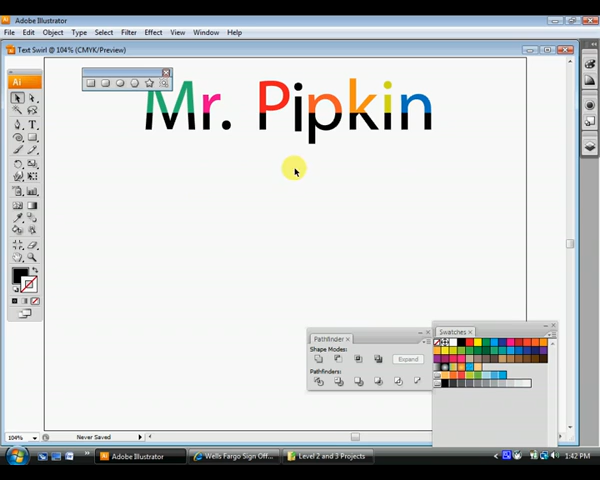 Adobe Illustrator
File Edit Object Type Select Filter Effect View Window Help
Text Swirl @ 104% (CMYK/Preview)
Ai
Mr. Pipkin
T
Pathfinder ×
Shape Modes:
Expand
Pathfinders:
Swatches ×
104%
Never Saved
Adobe Illustrator
Wells Fargo Sign Off...
Level 2 and 3 Projects
1:42 PM